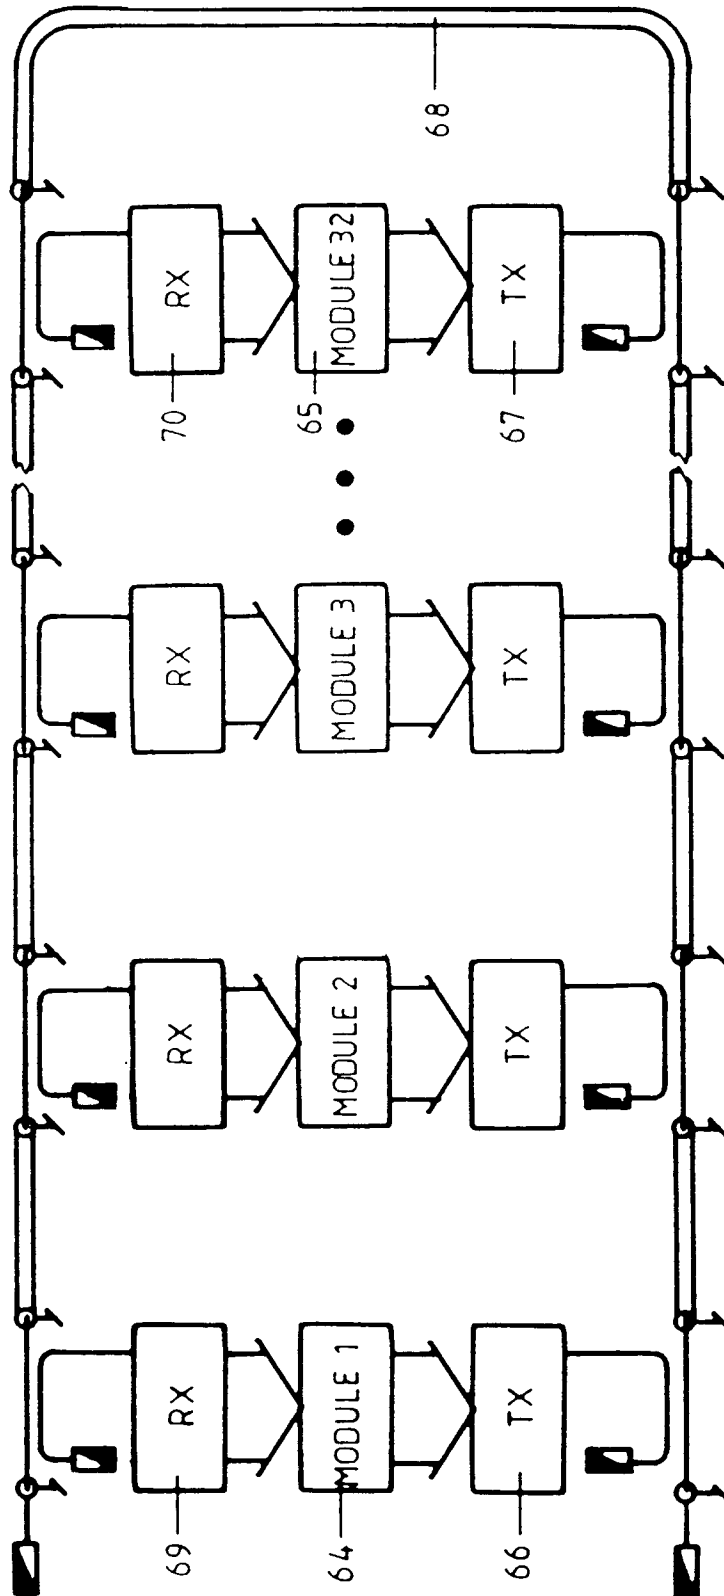 RX
RX
RX
RX
70
69
MODULE 1
MODULE 2
MODULE 3
MODULE 32
64
65
TX
TX
TX
TX
66
67
68